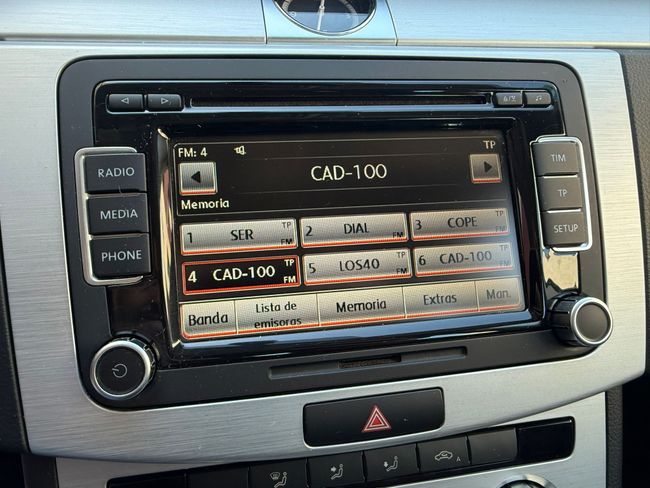 FM: 4
TP
CAD-100
Memoria
1 SER TP FM
2 DIAL FM
3 COPE TP FM
4 CAD-100 TP FM
5 LOS40 TP FM
6 CAD-100 TP FM
Banda
Lista de
emisoras
Memoria
Extras
Man.
RADIO
MEDIA
PHONE
TIM
TP
SETUP
A